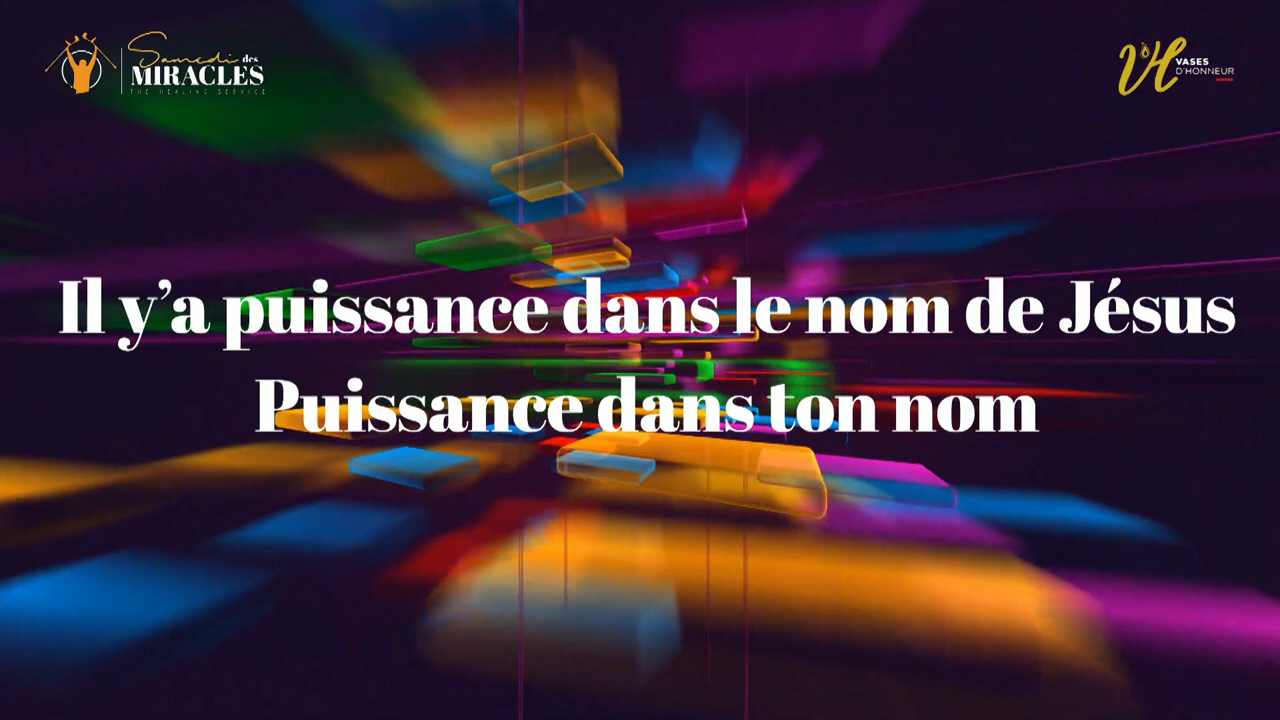 Samedi des
MIRACLES
THE HEALING SERVICE
VH VASES
D'HONNEUR
Il y’a puissance dans le nom de Jésus
Puissance dans ton nom